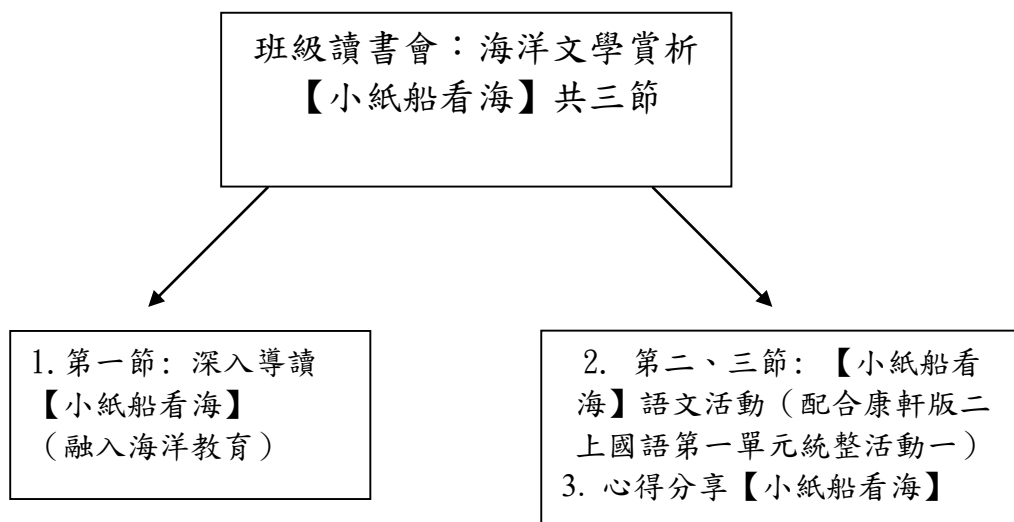 班級讀書會：海洋文學賞析
【小紙船看海】共三節
1. 第一節: 深入導讀
【小紙船看海】
（融入海洋教育）
2. 第二、三節: 【小紙船看
海】語文活動（配合康軒版二
上國語第一單元統整活動一）
3. 心得分享【小紙船看海】